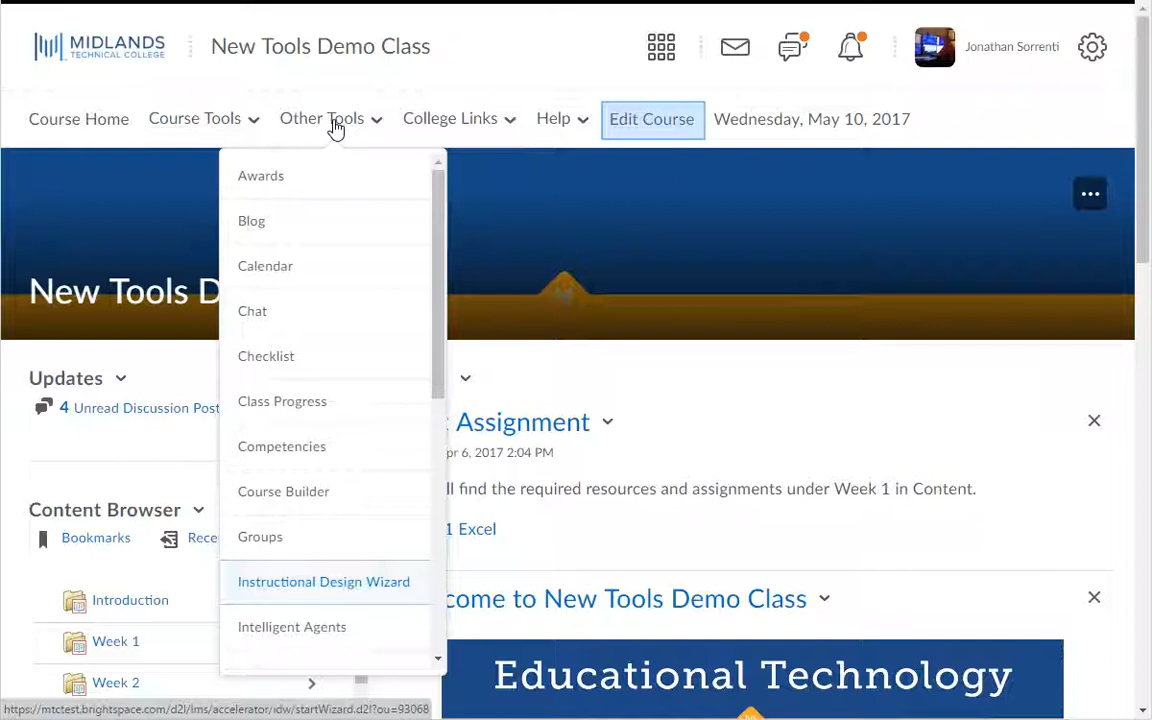 MIDLANDS
TECHNICAL COLLEGE
New Tools Demo Class
Jonathan Sorrenti
Course Home
Course Tools
Other Tools
College Links
Help
Edit Course
Wednesday, May 10, 2017
Awards
Blog
Calendar
Chat
Checklist
Class Progress
Competencies
Course Builder
Groups
Instructional Design Wizard
Intelligent Agents
New Tools D
Updates
4 Unread Discussion Post
Content Browser
Bookmarks
Rece
Introduction
Week 1
Week 2
Assignment
pr 6, 2017 2:04 PM
ll find the required resources and assignments under Week 1 in Content.
1 Excel
come to New Tools Demo Class
Educational Technology
https://mtctest.brightspace.com/d2l/lms/accelerator/idw/startWizard.d2l?ou=93068